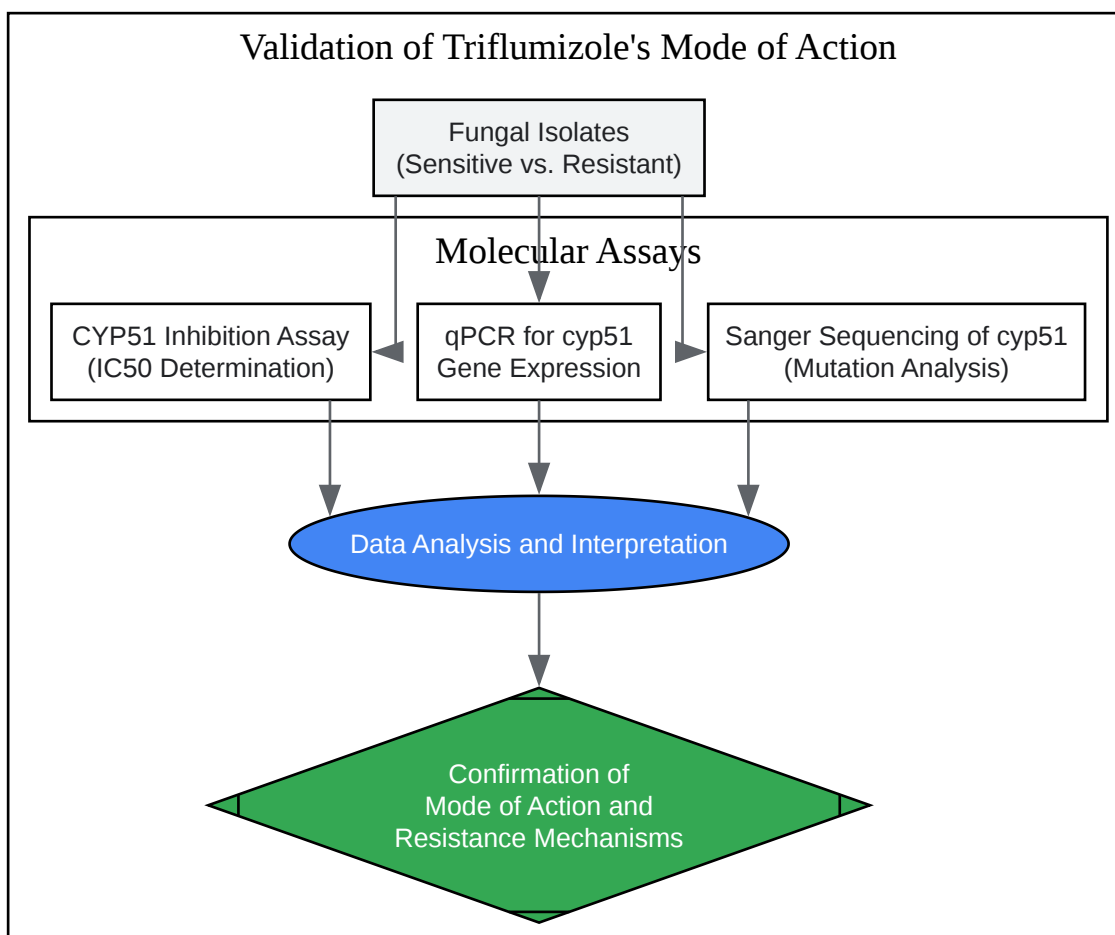 Validation of Triflumizole's Mode of Action
Fungal Isolates
(Sensitive vs. Resistant)
Molecular Assays
CYP51 Inhibition Assay
(IC50 Determination)
qPCR for cyp51
Gene Expression
Sanger Sequencing of cyp51
(Mutation Analysis)
Data Analysis and Interpretation
Confirmation of
Mode of Action and
Resistance Mechanisms